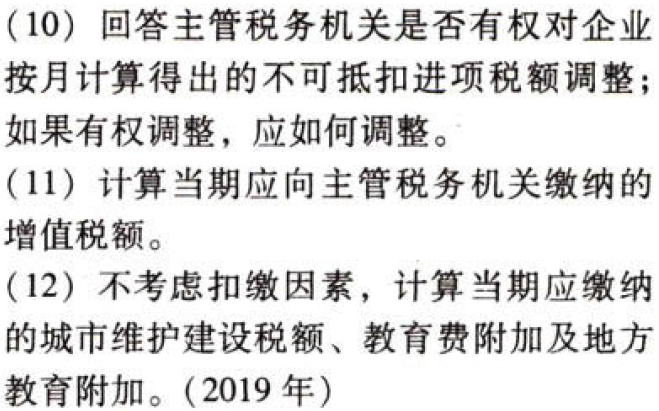 (10) 回答主管税务机关是否有权对企业
按月计算得出的不可抵扣进项税额调整；
如果有权调整，应如何调整。
(11) 计算当期应向主管税务机关缴纳的
增值税额。
(12) 不考虑扣缴因素，计算当期应缴纳
的城市维护建设税额、教育费附加及地方
教育附加。(2019 年)